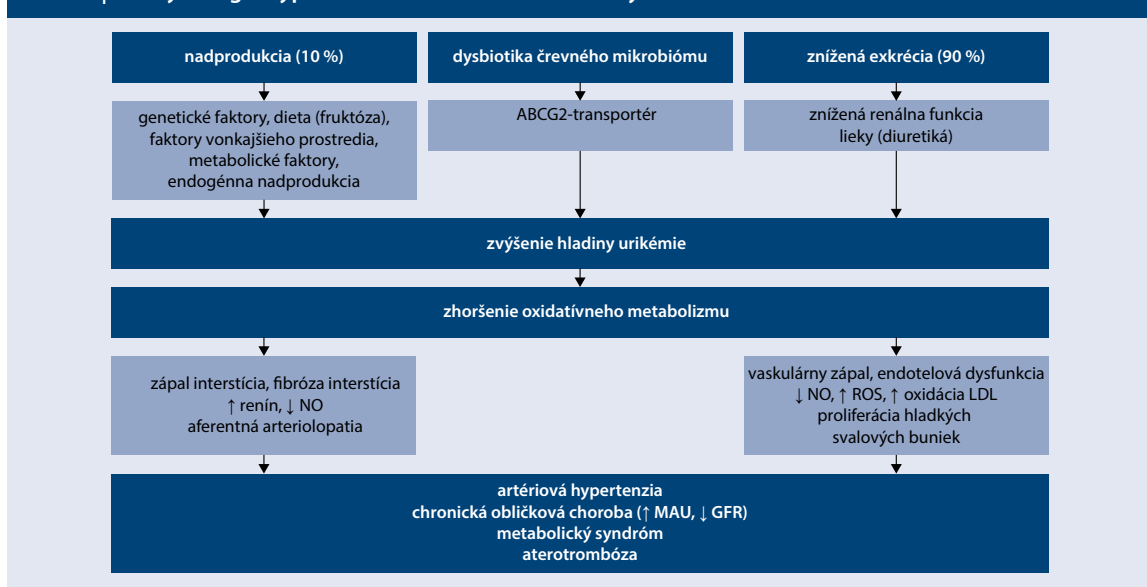 nadprodukcia (10 %)
dysbiotika črevného mikrobiómu
znížená exkrécia (90 %)
genetické faktory, dieta (fruktóza),
faktory vonkajšieho prostredia,
metabolické faktory,
endogénna nadprodukcia
ABCG2-transportér
znížená renálna funkcia
lieky (diuretiká)
zvýšenie hladiny urikémie
zhoršenie oxidatívneho metabolizmu
zápal interstícia, fibróza interstícia
↑ renín, ↓ NO
aferentná arteriolopatia
vaskulárny zápal, endotelová dysfunkcia
↓ NO, ↑ ROS, ↑ oxidácia LDL
proliferácia hladkých
svalových buniek
artériová hypertenzia
chronická obličková choroba (↑ MAU, ↓ GFR)
metabolický syndróm
aterotrombóza